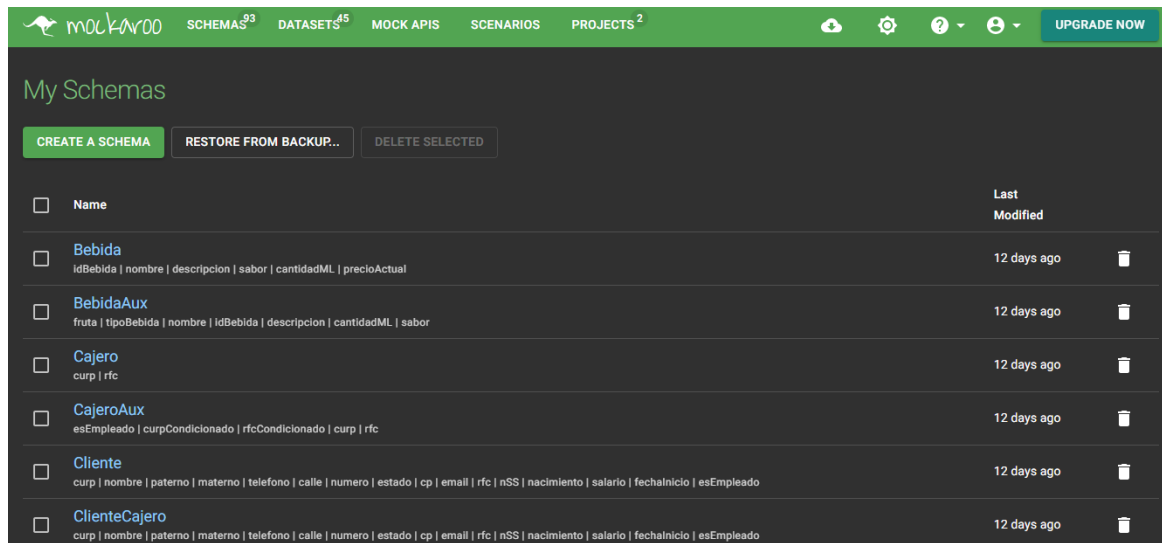 mockaroo SCHEMAS 93 DATASETS 45 MOCK APIS SCENARIOS PROJECTS 2 UPGRADE NOW
My Schemas
CREATE A SCHEMA RESTORE FROM BACKUP... DELETE SELECTED
Name Last Modified
Bebida
idBebida | nombre | descripcion | sabor | cantidadML | precioActual
12 days ago
BebidaAux
fruta | tipoBebida | nombre | idBebida | descripcion | cantidadML | sabor
12 days ago
Cajero
curp | rfc
12 days ago
CajeroAux
esEmpleado | curpCondicionado | rfcCondicionado | curp | rfc
12 days ago
Cliente
curp | nombre | paterno | materno | telefono | calle | numero | estado | cp | email | rfc | nSS | nacimiento | salario | fechaInicio | esEmpleado
12 days ago
ClienteCajero
curp | nombre | paterno | materno | telefono | calle | numero | estado | cp | email | rfc | nSS | nacimiento | salario | fechaInicio | esEmpleado
12 days ago